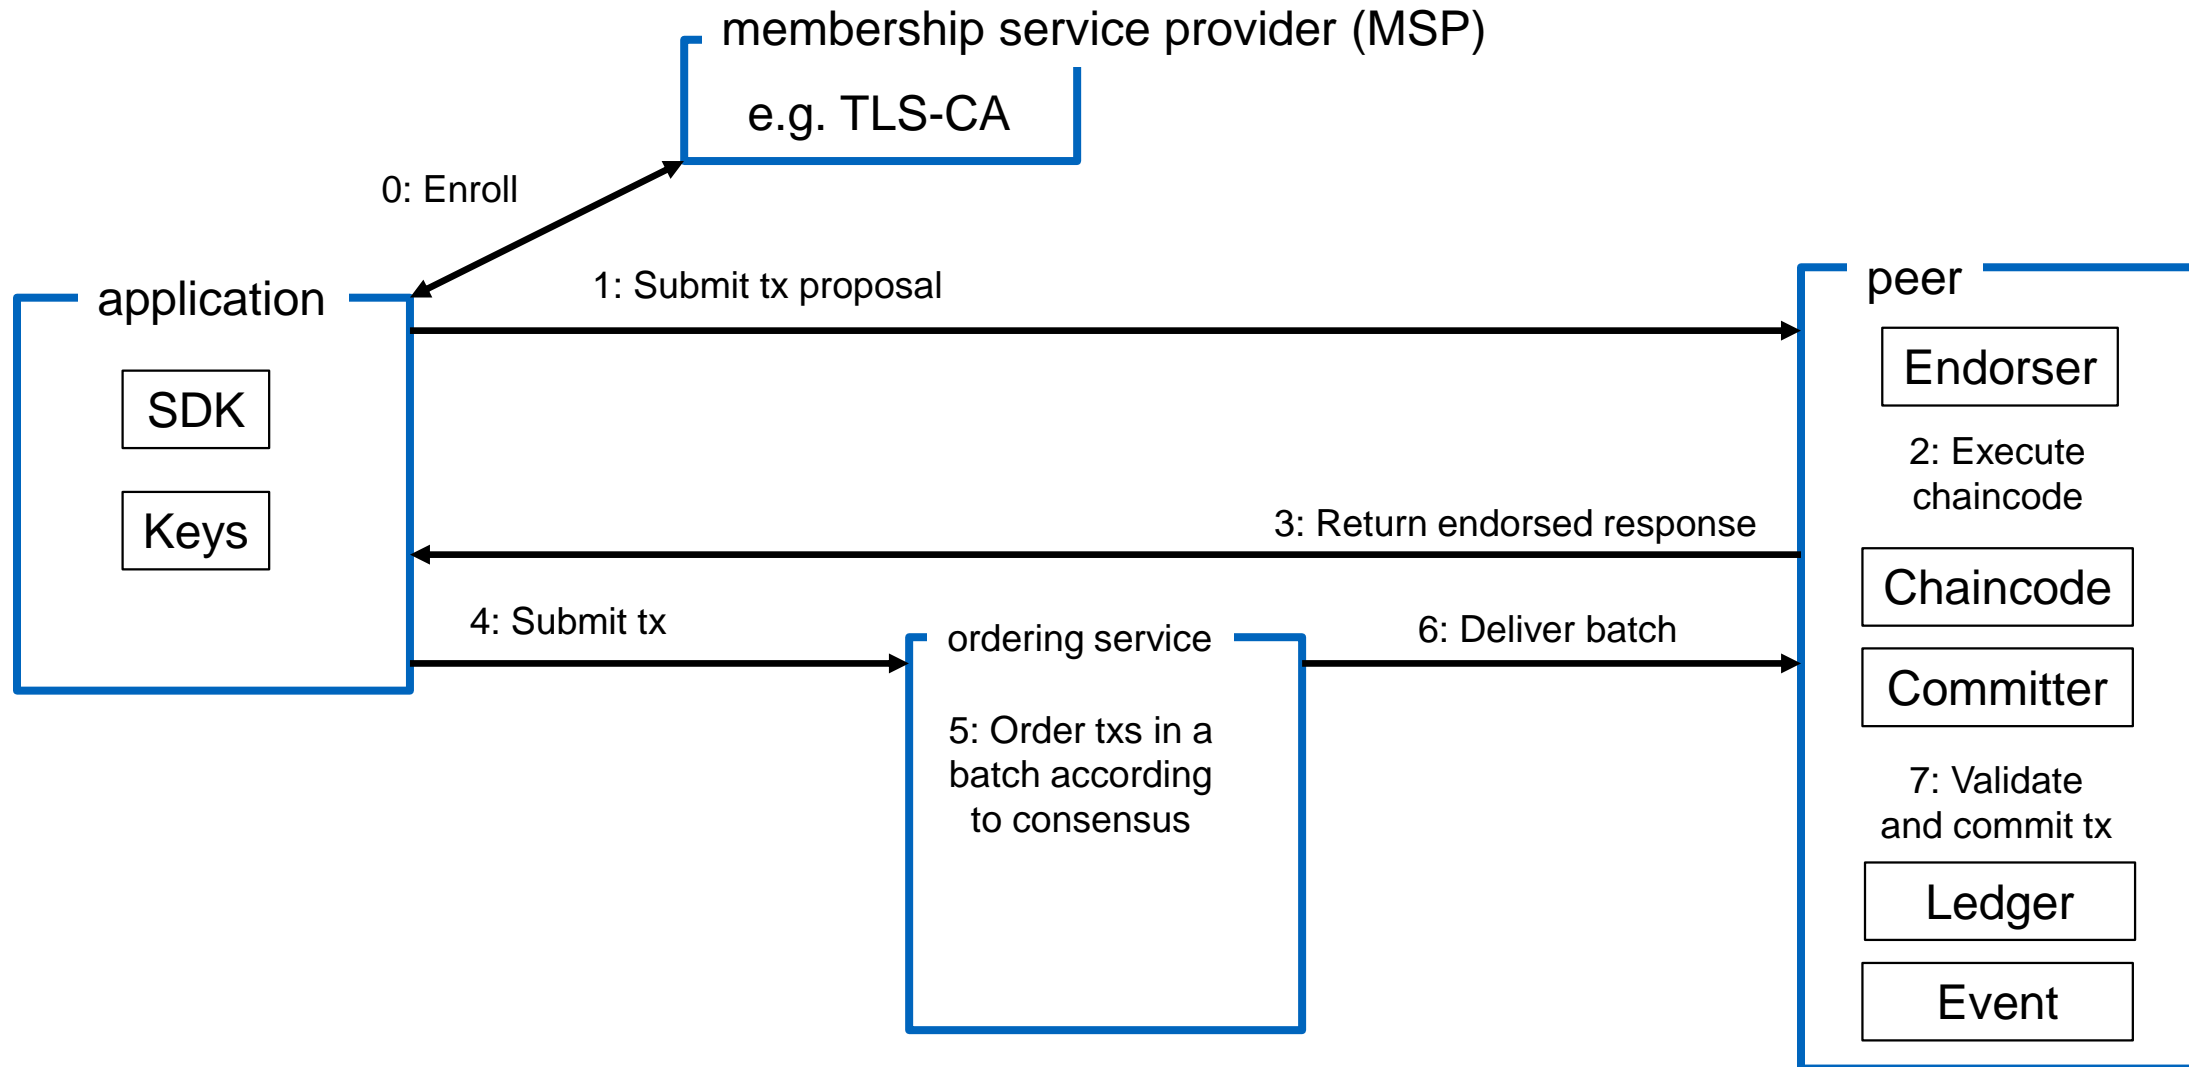 membership service provider (MSP)
e.g. TLS-CA
0: Enroll
application
SDK
Keys
1: Submit tx proposal
peer
Endorser
2: Execute
chaincode
3: Return endorsed response
Chaincode
4: Submit tx
ordering service
5: Order txs in a
batch according
to consensus
6: Deliver batch
Committer
7: Validate
and commit tx
Ledger
Event